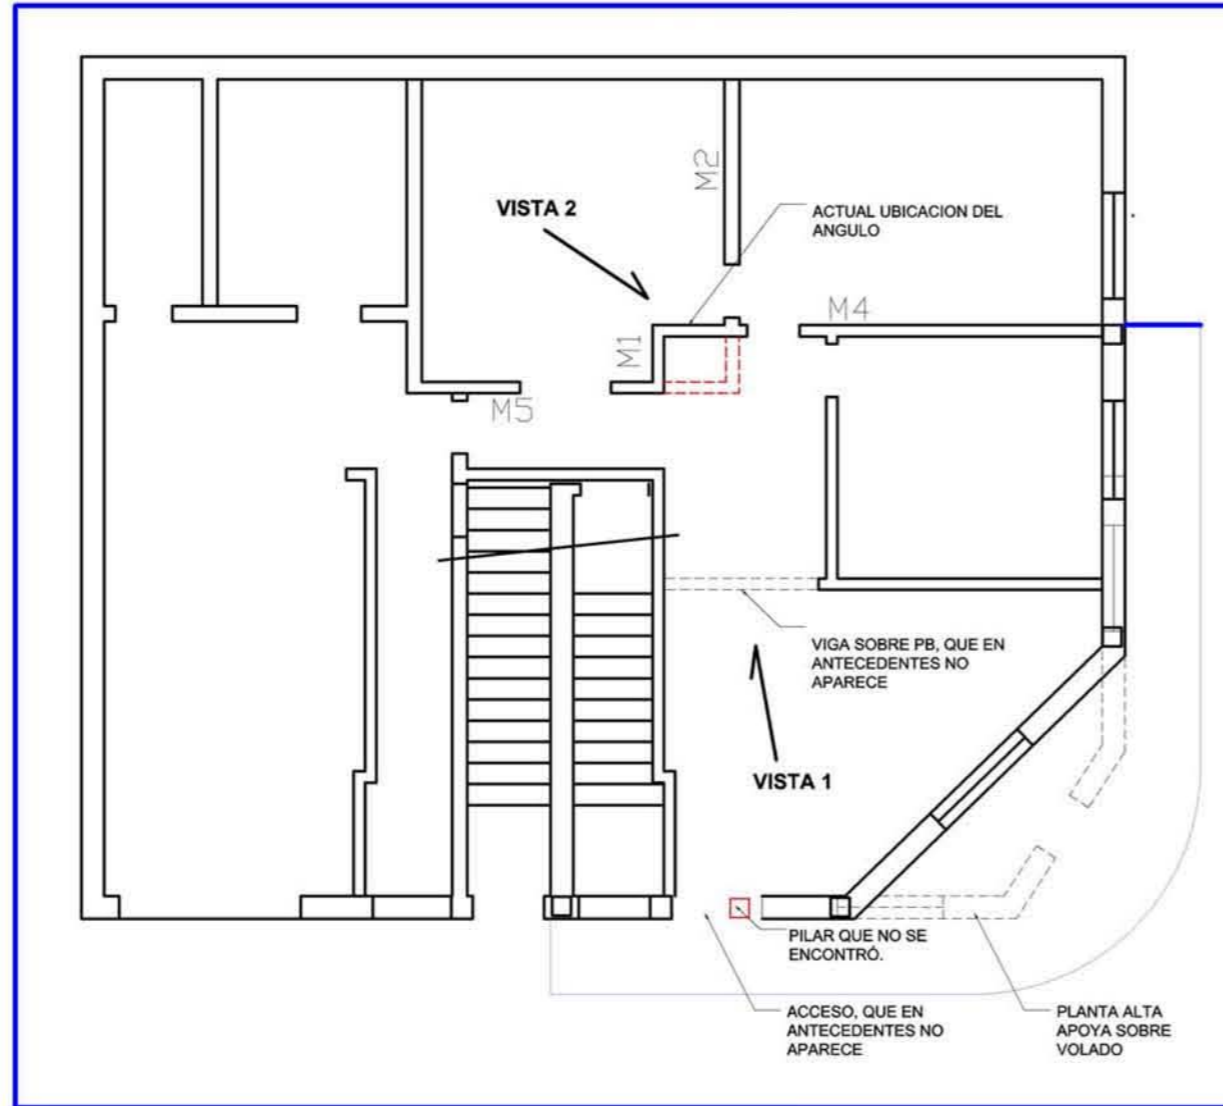 M2
VISTA 2
ACTUAL UBICACION DEL
ANGULO
M4
M1
M5
VIGA SOBRE PB, QUE EN
ANTECEDENTES NO
APARECE
VISTA 1
PILAR QUE NO SE
ENCONTRÓ.
ACCESO, QUE EN
ANTECEDENTES NO
APARECE
PLANTA ALTA
APOYA SOBRE
VOLADO